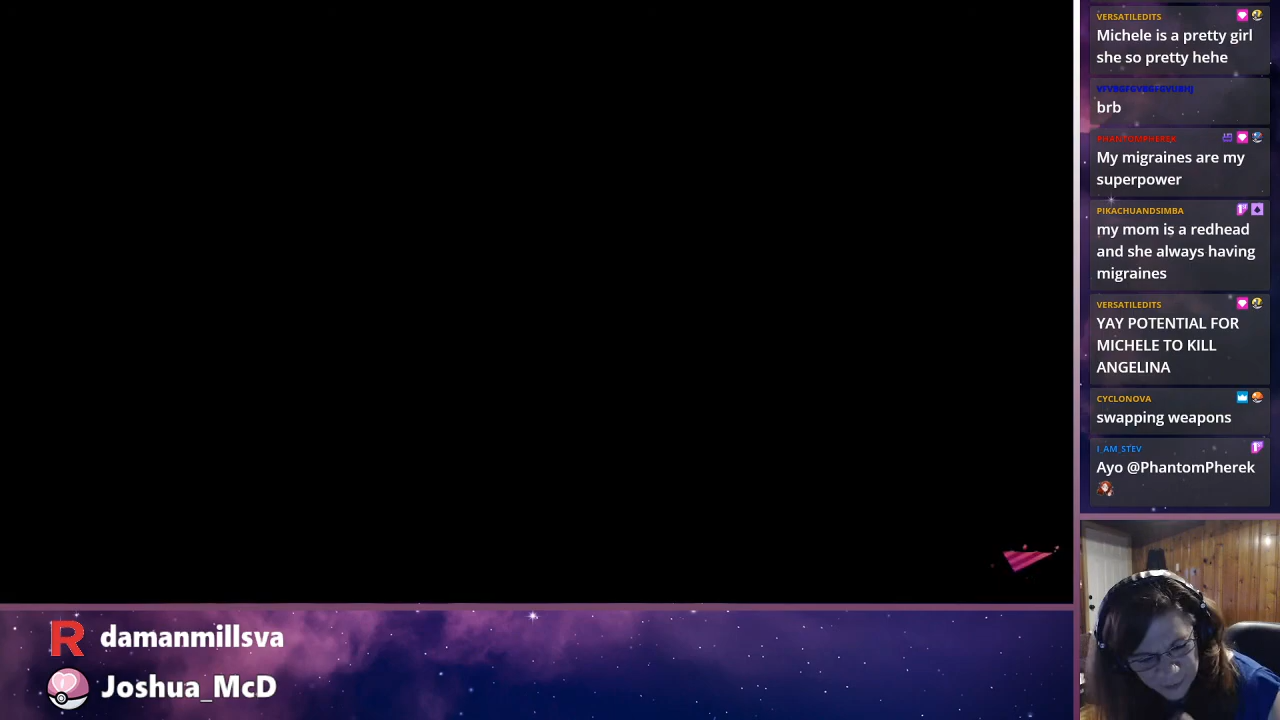 VERSATILEDITS
Michele is a pretty girl
she so pretty hehe
brb
PHANTOMPHEREK
My migraines are my
superpower
PIKACHUANDSIMBA
my mom is a redhead
and she always having
migraines
VERSATILEDITS
YAY POTENTIAL FOR
MICHELE TO KILL
ANGELINA
CYCLONOVA
swapping weapons
I_AM_STEV
Ayo @PhantomPherek
R damanmillsva
Joshua_McD